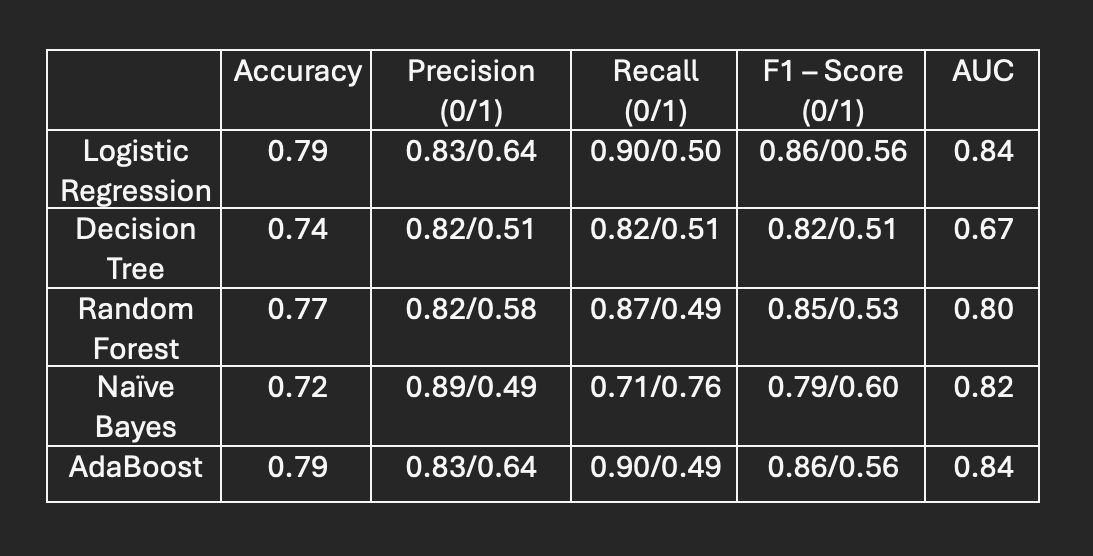 Accuracy Precision Recall F1 – Score AUC
(0/1) (0/1) (0/1)
Logistic 0.79 0.83/0.64 0.90/0.50 0.86/00.56 0.84
Regression
Decision 0.74 0.82/0.51 0.82/0.51 0.82/0.51 0.67
Tree
Random 0.77 0.82/0.58 0.87/0.49 0.85/0.53 0.80
Forest
Naïve 0.72 0.89/0.49 0.71/0.76 0.79/0.60 0.82
Bayes
AdaBoost 0.79 0.83/0.64 0.90/0.49 0.86/0.56 0.84